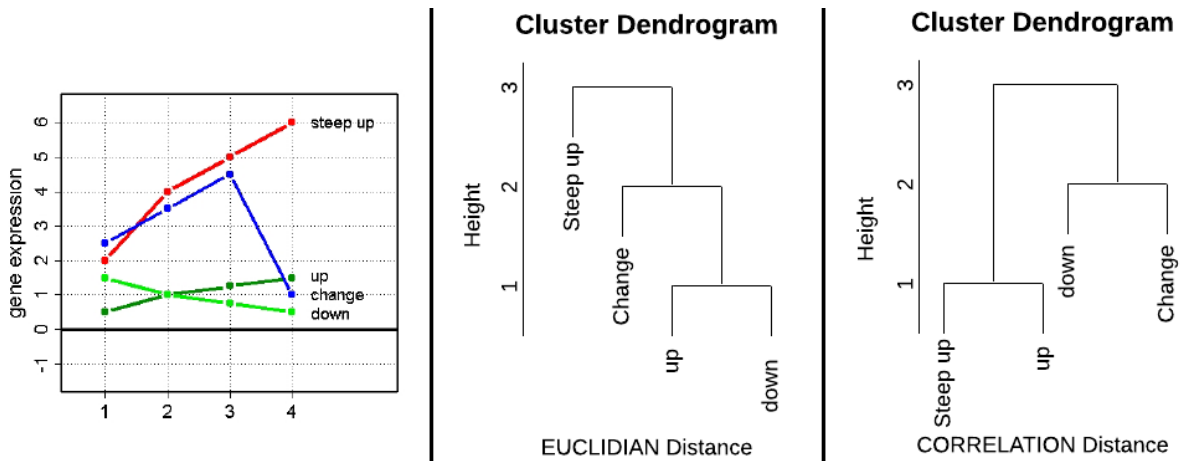 gene expression
6
5
4
3
2
1
0
-1
1 2 3 4
steep up
up
change
down
Cluster Dendrogram
Height
3
2
1
Steep up
Change
up
down
EUCLIDIAN Distance
Cluster Dendrogram
Height
3
2
1
Steep up
up
down
Change
CORRELATION Distance